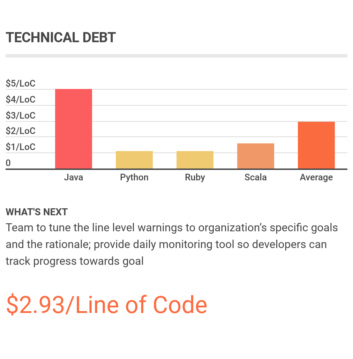 TECHNICAL DEBT
$5/LoC
$4/LoC
$3/LoC
$2/LoC
$1/LoC
0
Java Python Ruby Scala Average
WHAT'S NEXT
Team to tune the line level warnings to organization's specific goals
and the rationale; provide daily monitoring tool so developers can
track progress towards goal
$2.93/Line of Code